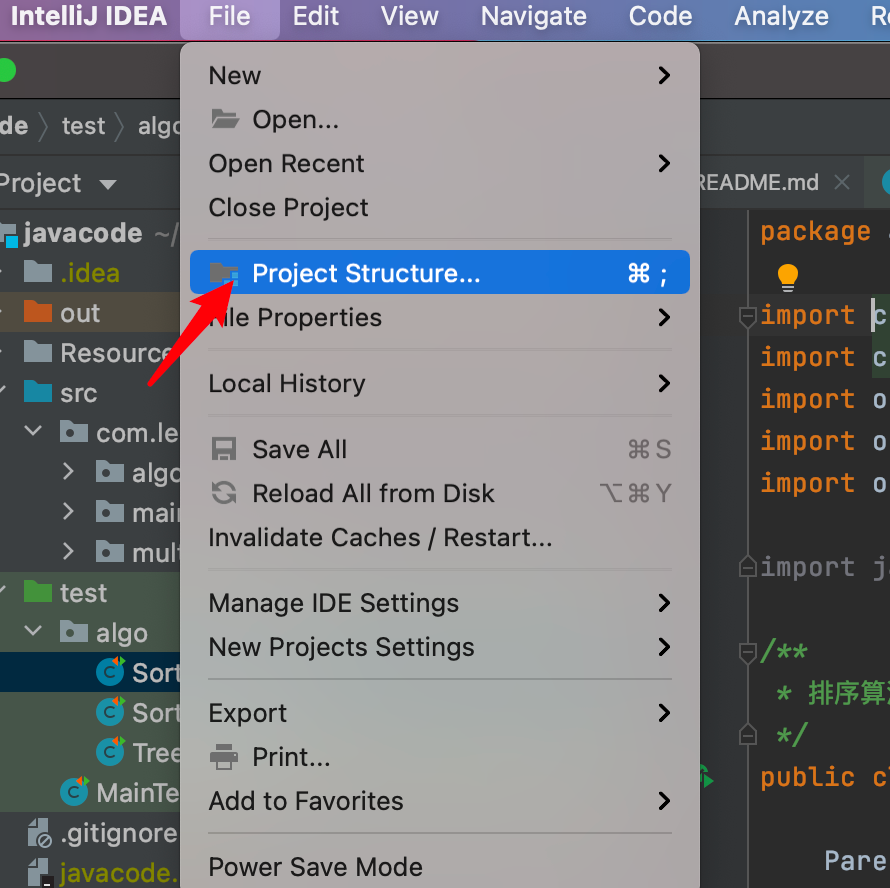 IntelliJ IDEA File Edit View Navigate Code Analyze
de test algo
Project
javacode ~/
.idea
out
Resource
src
com.le
algo
main
mult
test
algo
Sort
Sort
Tree
MainTe
.gitignore
javacode.
New
Open...
Open Recent
Close Project
Project Structure... ⌘ ;
File Properties
Local History
Save All ⌘ S
Reload All from Disk ⌥ ⌘ Y
Invalidate Caches / Restart...
Manage IDE Settings
New Projects Settings
Export
Print...
Add to Favorites
Power Save Mode
README.md
package
import c
import c
import o
import o
import o
import j
/**
* 排序算
*/
public c
Pare